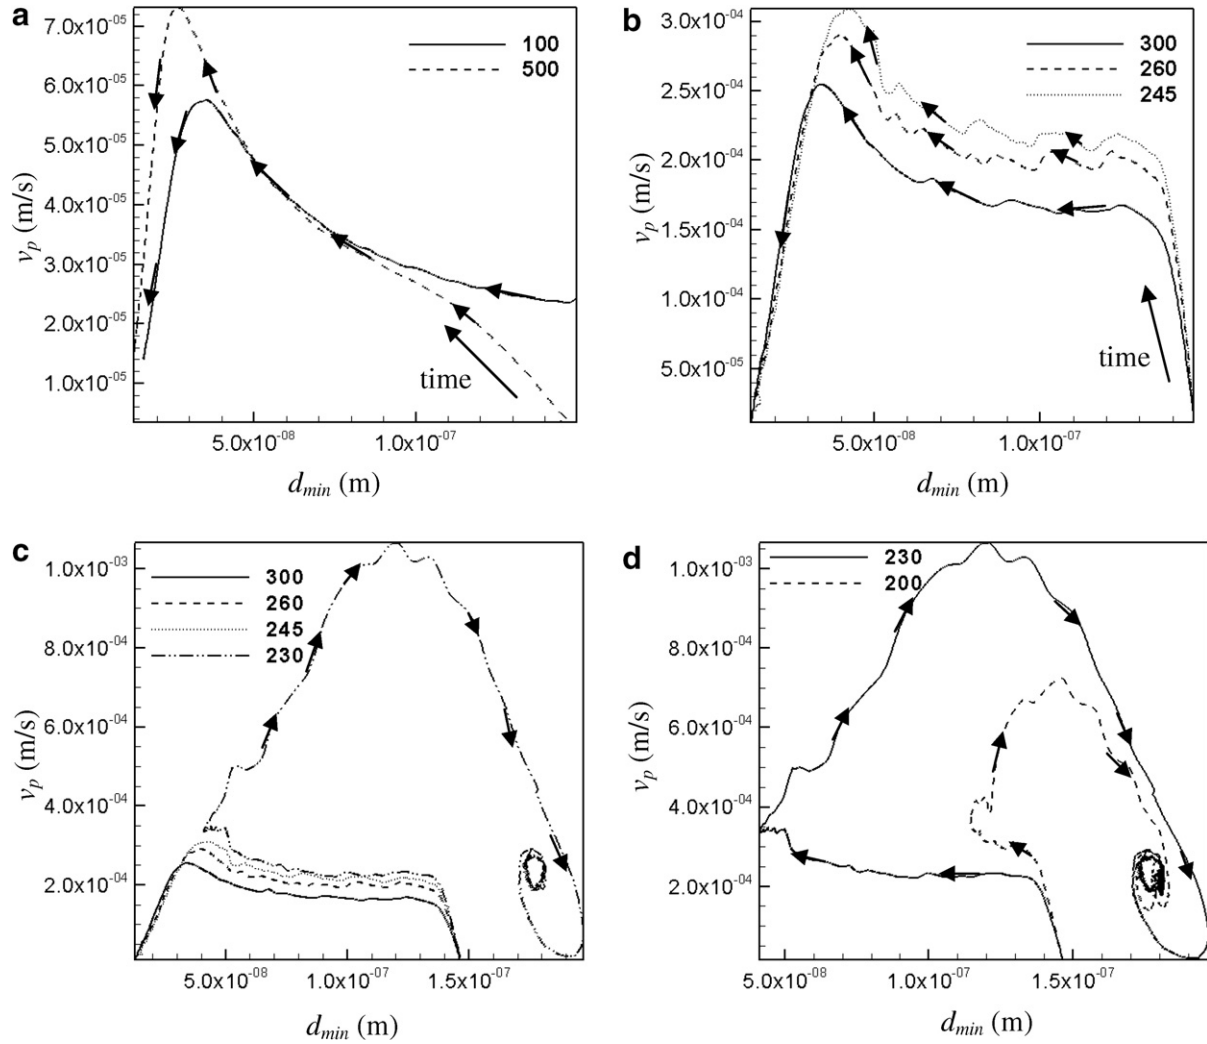 a
7.0x10⁻⁰⁵
6.0x10⁻⁰⁵
5.0x10⁻⁰⁵
4.0x10⁻⁰⁵
3.0x10⁻⁰⁵
2.0x10⁻⁰⁵
1.0x10⁻⁰⁵
vₚ (m/s)
100
500
time
5.0x10⁻⁰⁸
1.0x10⁻⁰⁷
d_min (m)
b
3.0x10⁻⁰⁴
2.5x10⁻⁰⁴
2.0x10⁻⁰⁴
1.5x10⁻⁰⁴
1.0x10⁻⁰⁴
5.0x10⁻⁰⁵
vₚ (m/s)
300
260
245
time
5.0x10⁻⁰⁸
1.0x10⁻⁰⁷
d_min (m)
c
1.0x10⁻⁰³
8.0x10⁻⁰⁴
6.0x10⁻⁰⁴
4.0x10⁻⁰⁴
2.0x10⁻⁰⁴
vₚ (m/s)
300
260
245
230
5.0x10⁻⁰⁸
1.0x10⁻⁰⁷
1.5x10⁻⁰⁷
d_min (m)
d
1.0x10⁻⁰³
8.0x10⁻⁰⁴
6.0x10⁻⁰⁴
4.0x10⁻⁰⁴
2.0x10⁻⁰⁴
vₚ (m/s)
230
200
5.0x10⁻⁰⁸
1.0x10⁻⁰⁷
1.5x10⁻⁰⁷
d_min (m)